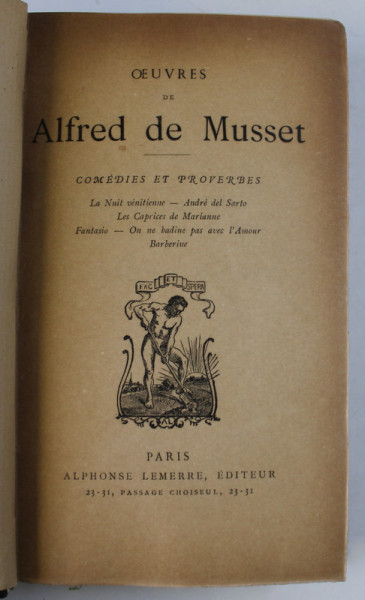 ŒUVRES
DE
Alfred de Musset
COMÉDIES ET PROVERBES
La Nuit vénitienne — André del Sarto
Les Caprices de Marianne
Fantasio — On ne badine pas avec l'Amour
Barberine
FAC ET SPERA
AL
PARIS
ALPHONSE LEMERRE, ÉDITEUR
23-31, PASSAGE CHOISEUL, 23-31